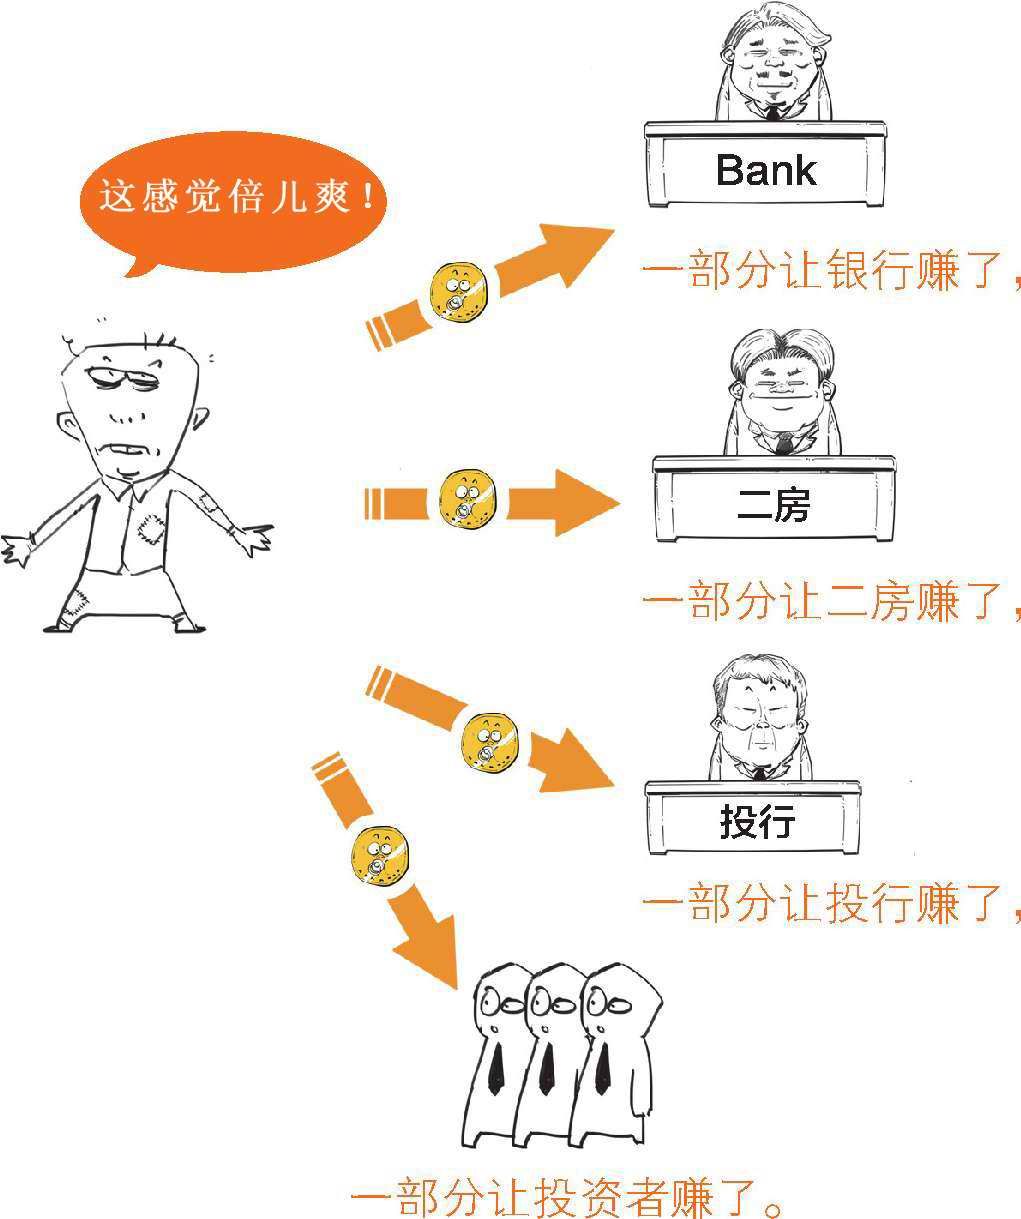 Bank
这感觉倍儿爽！
一部分让银行赚了，
二房
一部分让二房赚了，
投行
一部分让投行赚了，
一部分让投资者赚了。